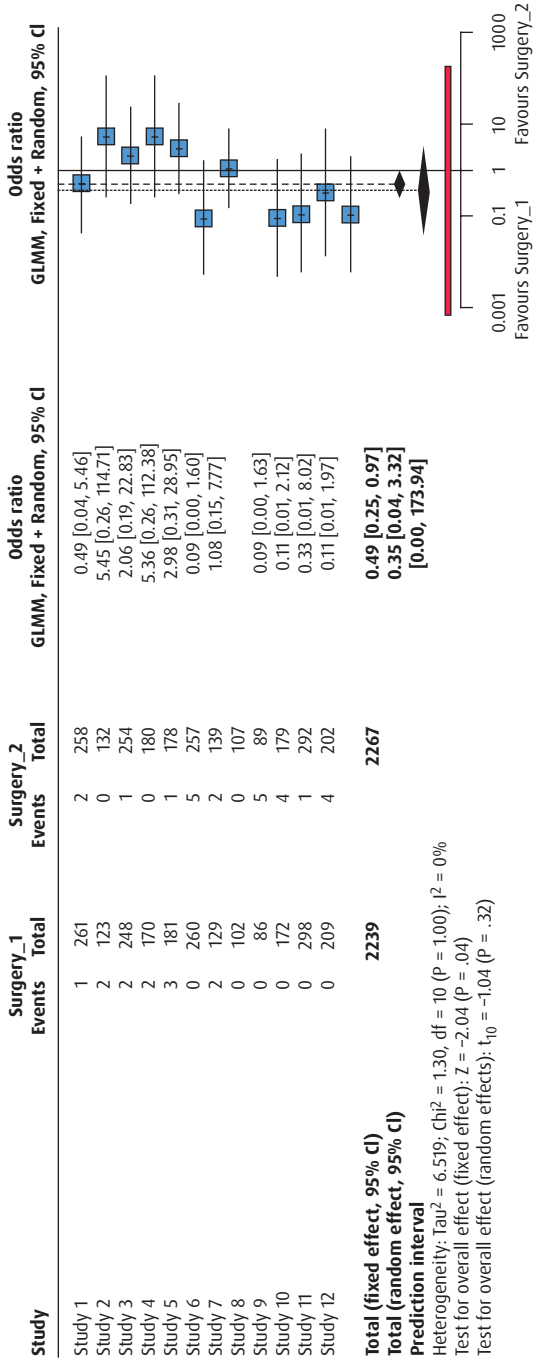 Surgery_1 Surgery_2 Odds ratio Odds ratio
Study Events Total Events Total GLMM, Fixed + Random, 95% CI GLMM, Fixed + Random, 95% CI
Study 1 1 261 2 258 0.49 [0.04, 5.46]
Study 2 2 123 0 132 5.45 [0.26, 114.71]
Study 3 2 248 1 254 2.06 [0.19, 22.83]
Study 4 2 170 0 180 5.36 [0.26, 112.38]
Study 5 3 181 1 178 2.98 [0.31, 28.95]
Study 6 0 260 5 257 0.09 [0.00, 1.60]
Study 7 2 129 2 139 1.08 [0.15, 777]
Study 8 0 102 0 107
Study 9 0 86 5 89 0.09 [0.00, 1.63]
Study 10 0 172 4 179 0.11 [0.01, 2.12]
Study 11 0 298 1 292 0.33 [0.01, 8.02]
Study 12 0 209 4 202 0.11 [0.01, 1.97]
Total (fixed effect, 95% CI) 2239 2267 0.49 [0.25, 0.97]
Total (random effect, 95% CI) 0.35 [0.04, 3.32]
Prediction interval [0.00, 173.94]
Heterogeneity: Tau² = 6.519; Chi² = 1.30, df = 10 (P = 1.00); I² = 0%
Test for overall effect (fixed effect): Z = −2.04 (P = .04)
Test for overall effect (random effects): t₁₀ = −1.04 (P = .32)
0.001 0.1 1 10 1000
Favours Surgery_1 Favours Surgery_2